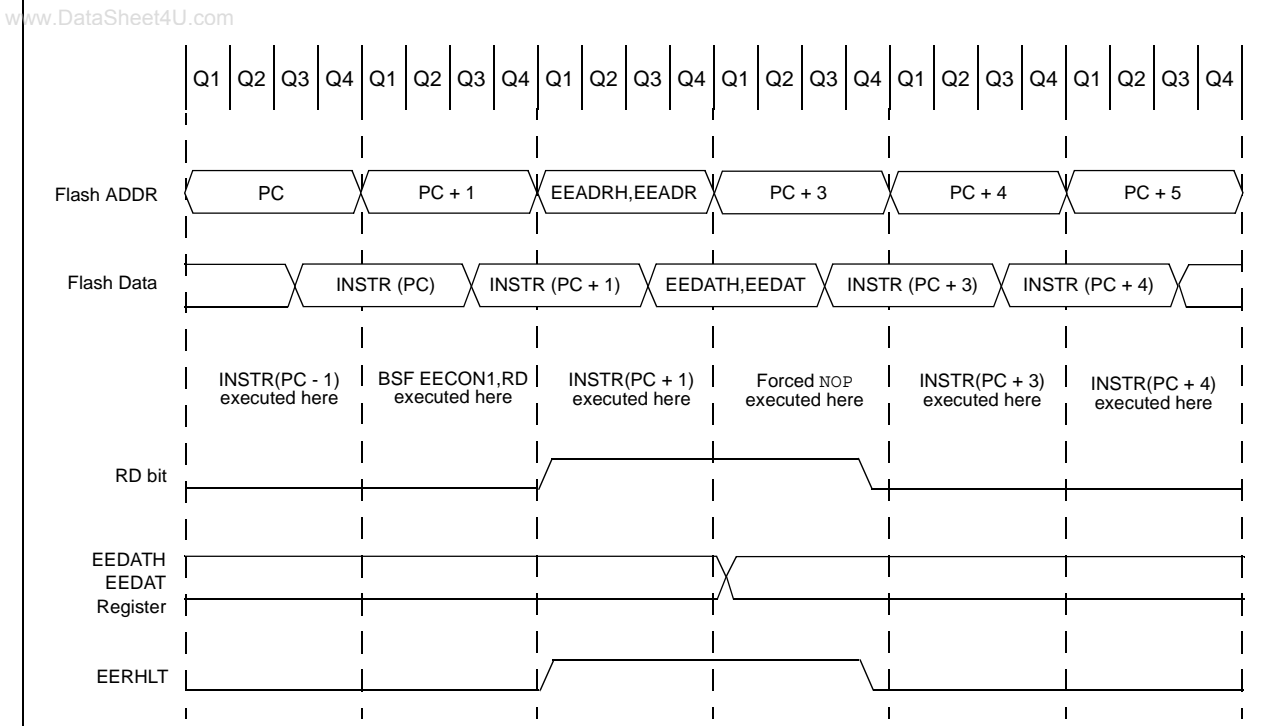 www.DataSheet4U.com
Q1 Q2 Q3 Q4 Q1 Q2 Q3 Q4 Q1 Q2 Q3 Q4 Q1 Q2 Q3 Q4 Q1 Q2 Q3 Q4 Q1 Q2 Q3 Q4
Flash ADDR PC PC + 1 EEADRH,EEADR PC + 3 PC + 4 PC + 5
Flash Data INSTR (PC) INSTR (PC + 1) EEDATH,EEDAT INSTR (PC + 3) INSTR (PC + 4)
INSTR(PC - 1) BSF EECON1,RD INSTR(PC + 1) Forced NOP INSTR(PC + 3) INSTR(PC + 4)
executed here executed here executed here executed here executed here executed here
RD bit
EEDATH
EEDAT
Register
EERHLT